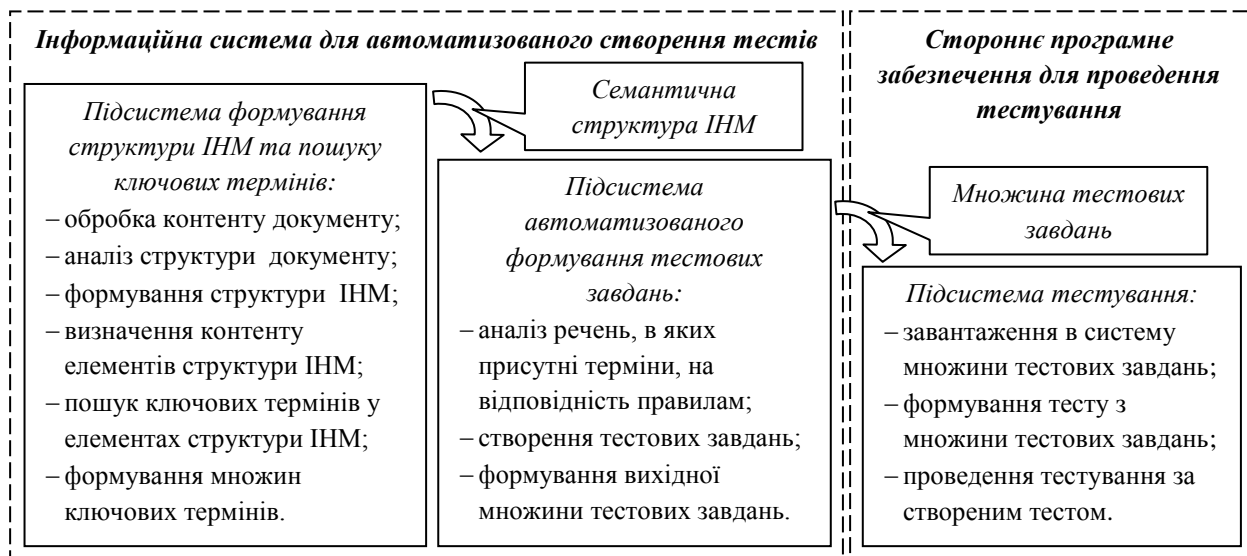 Інформаційна система для автоматизованого створення тестів
Підсистема формування
структури ІНМ та пошуку
ключових термінів:
– обробка контенту документу;
– аналіз структури документу;
– формування структури ІНМ;
– визначення контенту
елементів структури ІНМ;
– пошук ключових термінів у
елементах структури ІНМ;
– формування множин
ключових термінів.
Семантична
структура ІНМ
Підсистема
автоматизованого
формування тестових
завдань:
– аналіз речень, в яких
присутні терміни, на
відповідність правилам;
– створення тестових завдань;
– формування вихідної
множини тестових завдань.
Стороннє програмне
забезпечення для проведення
тестування
Множина тестових
завдань
Підсистема тестування:
– завантаження в систему
множини тестових завдань;
– формування тесту з
множини тестових завдань;
– проведення тестування за
створеним тестом.